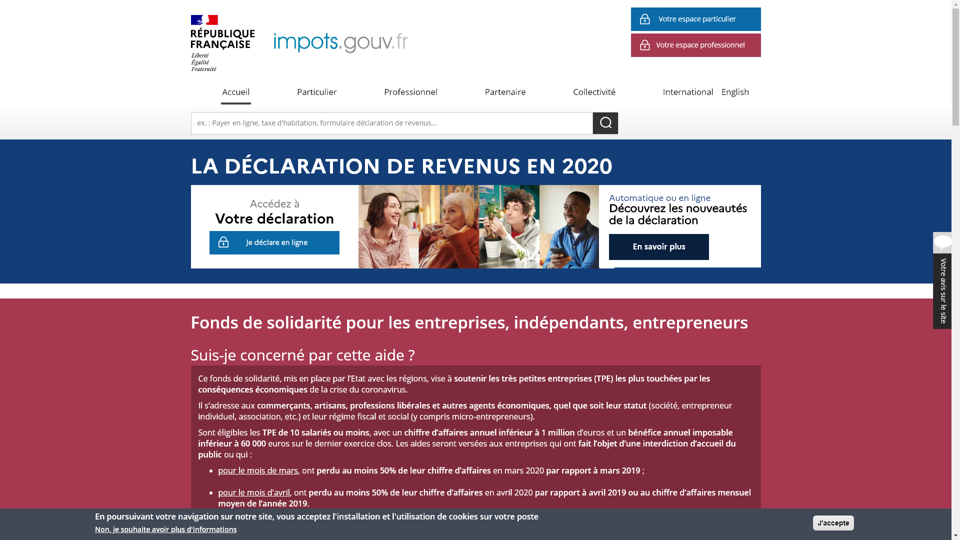 RÉPUBLIQUE
FRANÇAISE
Liberté
Égalité
Fraternité
impots.gouv.fr
Votre espace particulier
Votre espace professionnel
Accueil
Particulier
Professionnel
Partenaire
Collectivité
International
English
ex. : Payer en ligne, taxe d'habitation, formulaire déclaration de revenus...
LA DÉCLARATION DE REVENUS EN 2020
Accédez à
Votre déclaration
Je déclare en ligne
Automatique ou en ligne
Découvrez les nouveautés
de la déclaration
En savoir plus
Votre avis sur le site
Fonds de solidarité pour les entreprises, indépendants, entrepreneurs
Suis-je concerné par cette aide ?
Ce fonds de solidarité, mis en place par l'Etat avec les régions, vise à soutenir les très petites entreprises (TPE) les plus touchées par les
conséquences économiques de la crise du coronavirus.
Il s'adresse aux commerçants, artisans, professions libérales et autres agents économiques, quel que soit leur statut (société, entrepreneur
individuel, association, etc.) et leur régime fiscal et social (y compris micro-entrepreneurs).
Sont éligibles les TPE de 10 salariés ou moins, avec un chiffre d'affaires annuel inférieur à 1 million d'euros et un bénéfice annuel imposable
inférieur à 60 000 euros sur le dernier exercice clos. Les aides seront versées aux entreprises qui ont fait l'objet d'une interdiction d'accueil du
public ou qui :
pour le mois de mars, ont perdu au moins 50% de leur chiffre d'affaires en mars 2020 par rapport à mars 2019 ;
pour le mois d'avril, ont perdu au moins 50% de leur chiffre d'affaires en avril 2020 par rapport à avril 2019 ou au chiffre d'affaires mensuel
moyen de l'année 2019.
En poursuivant votre navigation sur notre site, vous acceptez l'installation et l'utilisation de cookies sur votre poste
Non, je souhaite avoir plus d'informations
J'accepte